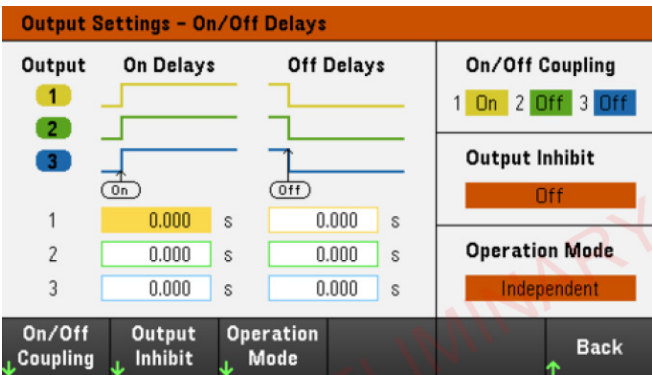 Output Settings - On/Off Delays
Output On Delays Off Delays
1
2
3
On Off
1 0.000 s 0.000 s
2 0.000 s 0.000 s
3 0.000 s 0.000 s
On/Off Coupling
1 On 2 Off 3 Off
Output Inhibit
Off
Operation Mode
Independent
On/Off Output Operation
Coupling Inhibit Mode Back